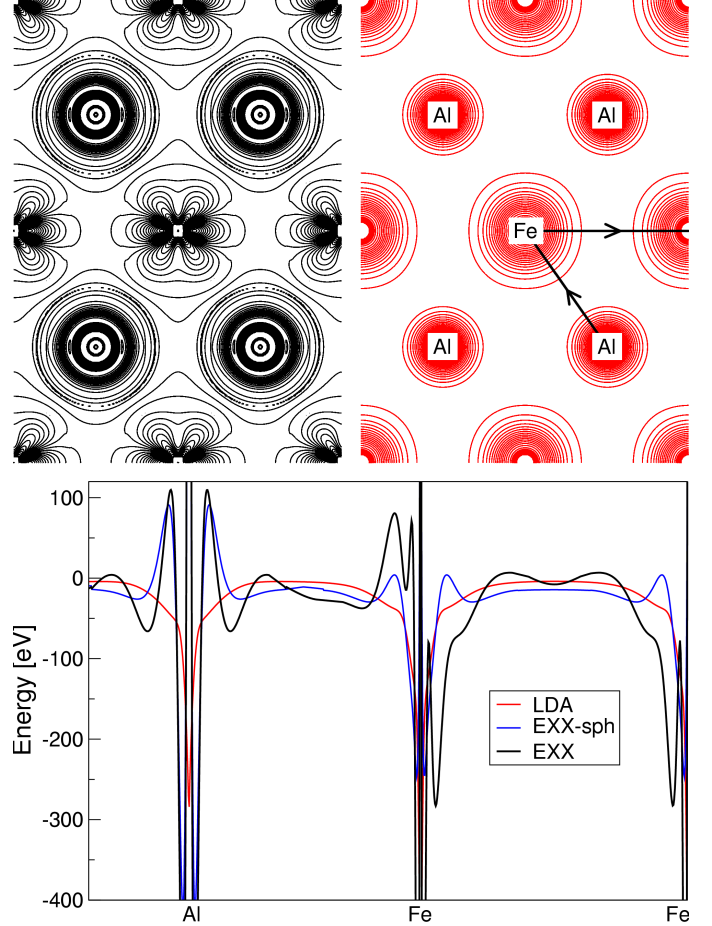 Al Al
Fe
Al Al
100
0
-100
-200
-300
-400
Energy [eV]
LDA
EXX-sph
EXX
Al Fe Fe